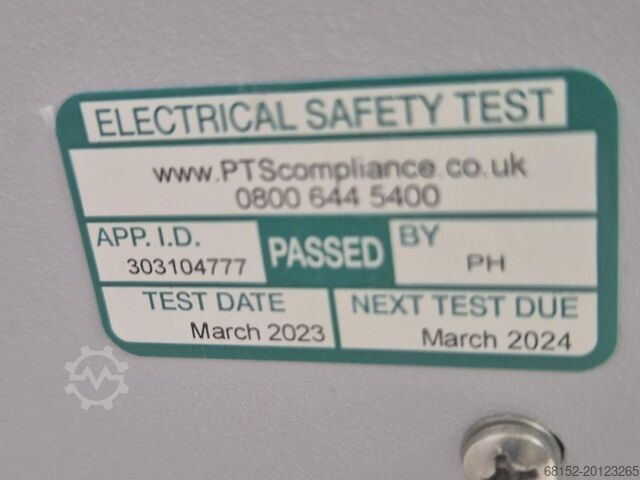 ELECTRICAL SAFETY TEST
www.PTScompliance.co.uk
0800 644 5400
APP. I.D.
303104777
PASSED
BY
PH
TEST DATE
March 2023
NEXT TEST DUE
March 2024
68152-20123265